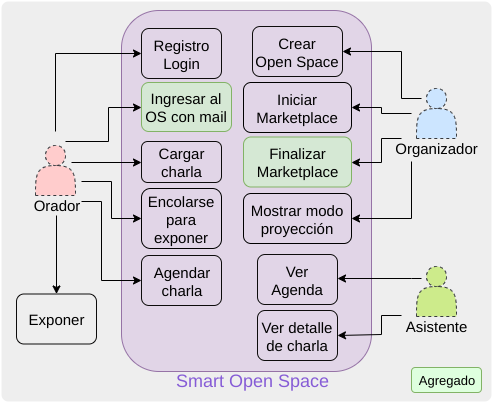 Registro
Login
Crear
Open Space
Ingresar al
OS con mail
Iniciar
Marketplace
Organizador
Cargar
charla
Finalizar
Marketplace
Orador
Encolarse
para
exponer
Mostrar modo
proyección
Agendar
charla
Ver
Agenda
Exponer
Ver detalle
de charla
Asistente
Smart Open Space
Agregado